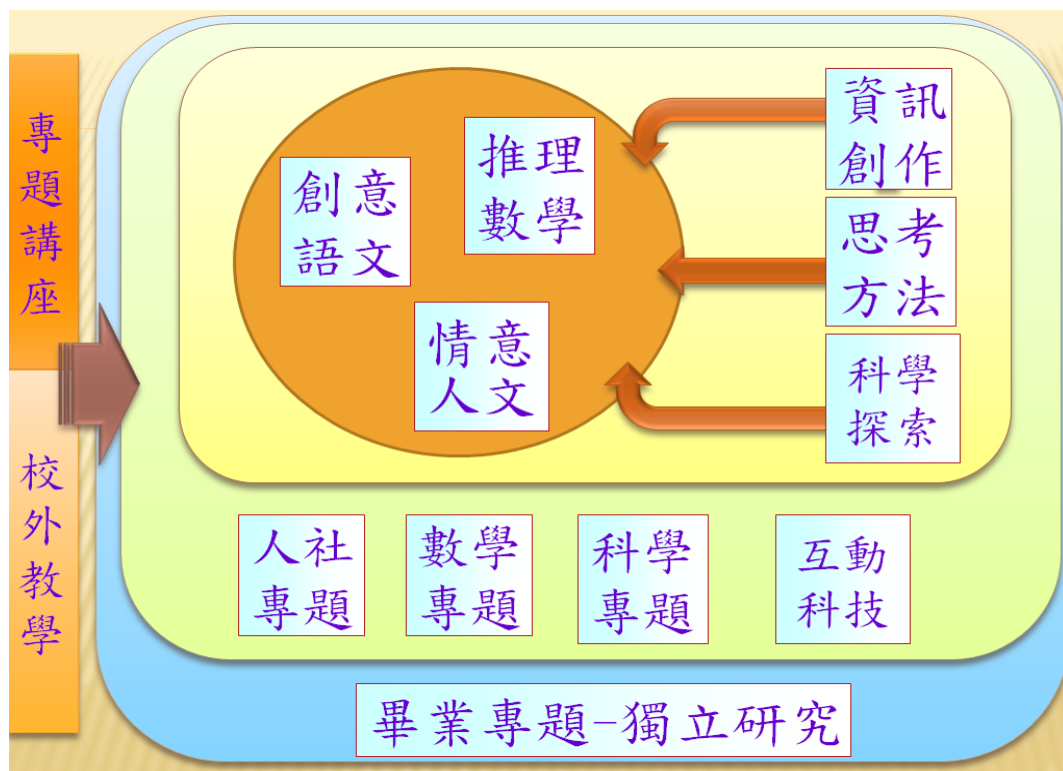 專題講座
校外教學
創意
語文
推理
數學
情意
人文
資訊
創作
思考
方法
科學
探索
人社
專題
數學
專題
科學
專題
互動
科技
畢業專題-獨立研究